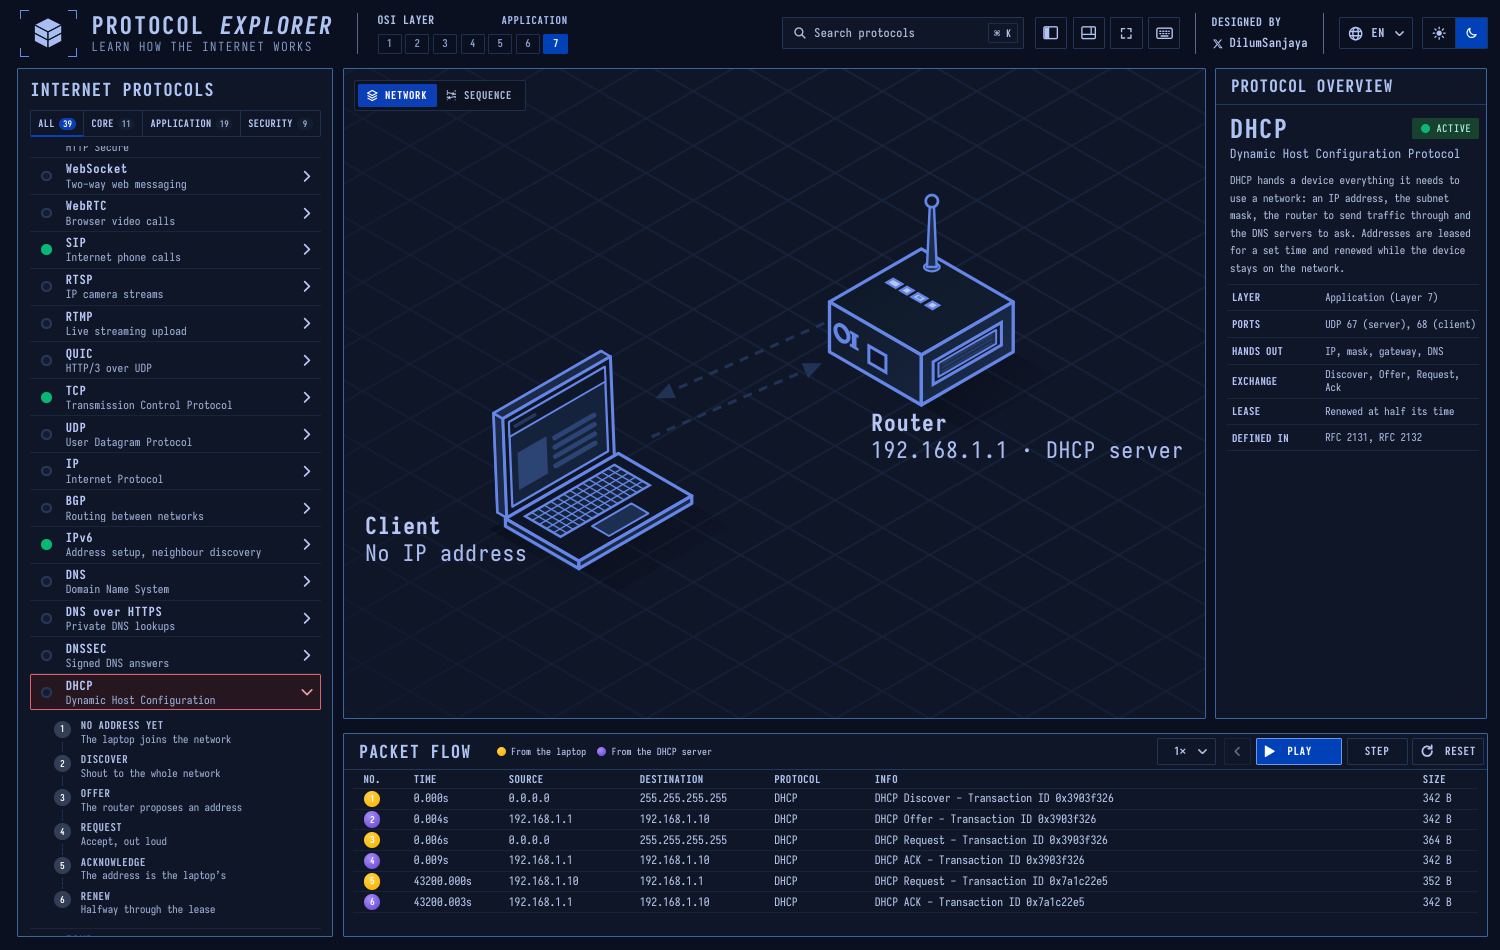 PROTOCOL EXPLORER
LEARN HOW THE INTERNET WORKS
OSI LAYER APPLICATION
1 2 3 4 5 6 7
Search protocols ⌘ K
DESIGNED BY
DilumSanjaya
EN
INTERNET PROTOCOLS
ALL 39 CORE 11 APPLICATION 19 SECURITY 9
HTTP Secure
WebSocket
Two-way web messaging
WebRTC
Browser video calls
SIP
Internet phone calls
RTSP
IP camera streams
RTMP
Live streaming upload
QUIC
HTTP/3 over UDP
TCP
Transmission Control Protocol
UDP
User Datagram Protocol
IP
Internet Protocol
BGP
Routing between networks
IPv6
Address setup, neighbour discovery
DNS
Domain Name System
DNS over HTTPS
Private DNS lookups
DNSSEC
Signed DNS answers
DHCP
Dynamic Host Configuration
1 NO ADDRESS YET
The laptop joins the network
2 DISCOVER
Shout to the whole network
3 OFFER
The router proposes an address
4 REQUEST
Accept, out loud
5 ACKNOWLEDGE
The address is the laptop's
6 RENEW
Halfway through the lease
NETWORK SEQUENCE
Router
192.168.1.1 · DHCP server
Client
No IP address
PROTOCOL OVERVIEW
DHCP ACTIVE
Dynamic Host Configuration Protocol
DHCP hands a device everything it needs to
use a network: an IP address, the subnet
mask, the router to send traffic through and
the DNS servers to ask. Addresses are leased
for a set time and renewed while the device
stays on the network.
LAYER Application (Layer 7)
PORTS UDP 67 (server), 68 (client)
HANDS OUT IP, mask, gateway, DNS
EXCHANGE Discover, Offer, Request,
Ack
LEASE Renewed at half its time
DEFINED IN RFC 2131, RFC 2132
PACKET FLOW From the laptop From the DHCP server
1× PLAY STEP RESET
NO. TIME SOURCE DESTINATION PROTOCOL INFO SIZE
1 0.000s 0.0.0.0 255.255.255.255 DHCP DHCP Discover – Transaction ID 0x3903f326 342 B
2 0.004s 192.168.1.1 192.168.1.10 DHCP DHCP Offer – Transaction ID 0x3903f326 342 B
3 0.006s 0.0.0.0 255.255.255.255 DHCP DHCP Request – Transaction ID 0x3903f326 364 B
4 0.009s 192.168.1.1 192.168.1.10 DHCP DHCP ACK – Transaction ID 0x3903f326 342 B
5 43200.000s 192.168.1.10 192.168.1.1 DHCP DHCP Request – Transaction ID 0x7a1c22e5 352 B
6 43200.003s 192.168.1.1 192.168.1.10 DHCP DHCP ACK – Transaction ID 0x7a1c22e5 342 B